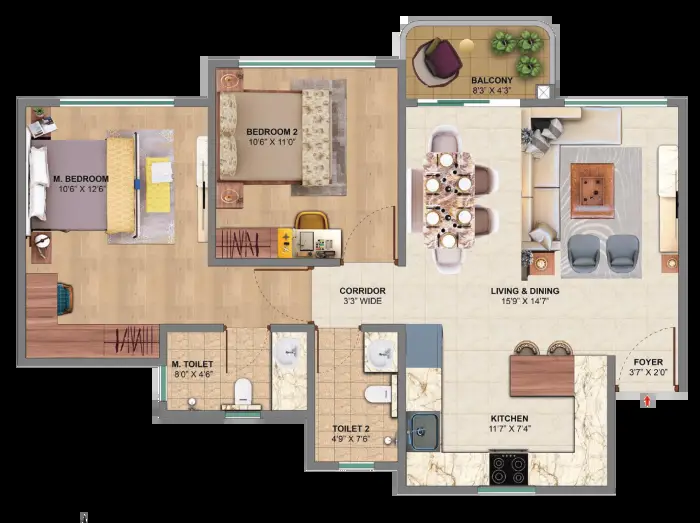 BALCONY
8'3" X 4'3"
BEDROOM 2
10'6" X 11'0"
M. BEDROOM
10'6" X 12'6"
CORRIDOR
3'3" WIDE
LIVING & DINING
15'9" X 14'7"
FOYER
3'7" X 2'0"
M. TOILET
8'0" X 4'6"
TOILET 2
4'9" X 7'6"
KITCHEN
11'7" X 7'4"